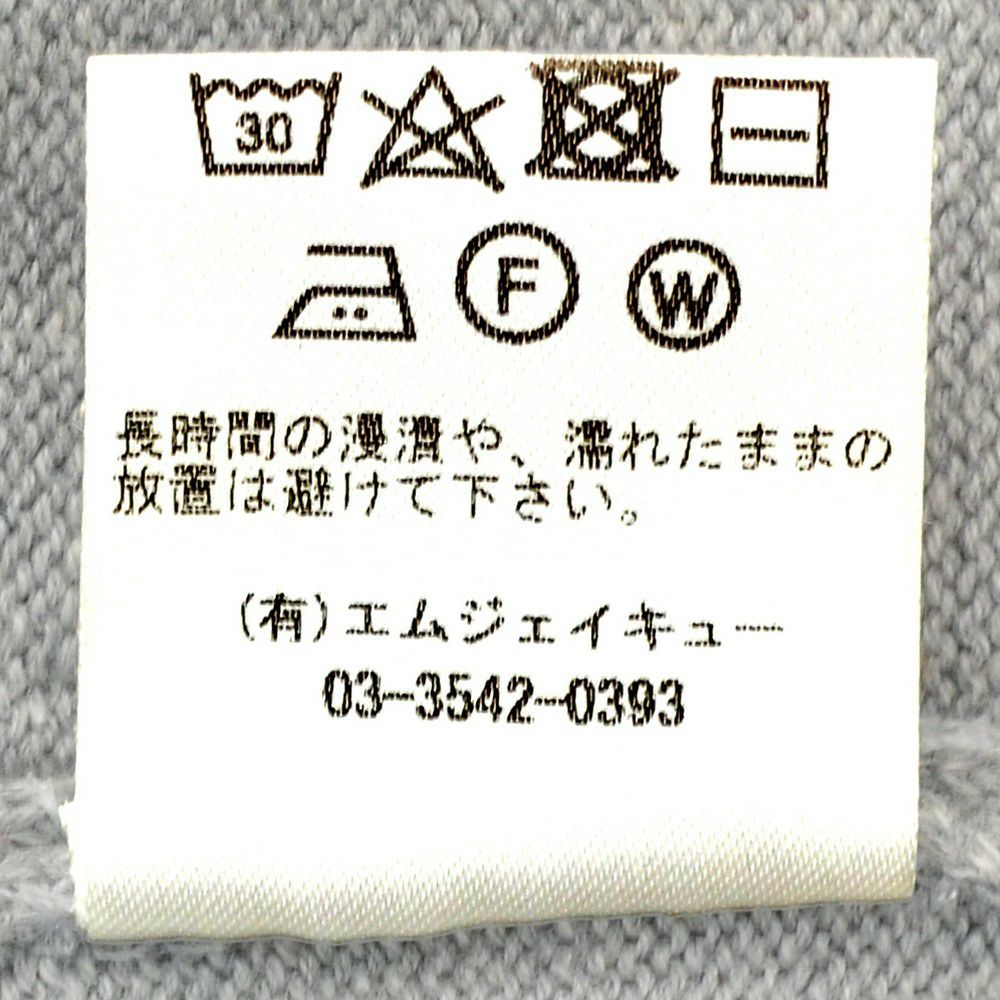 30
F W
長時間の浸漬や、濡れたままの
放置は避けて下さい。
(有)エムジェイキュー
03-3542-0393